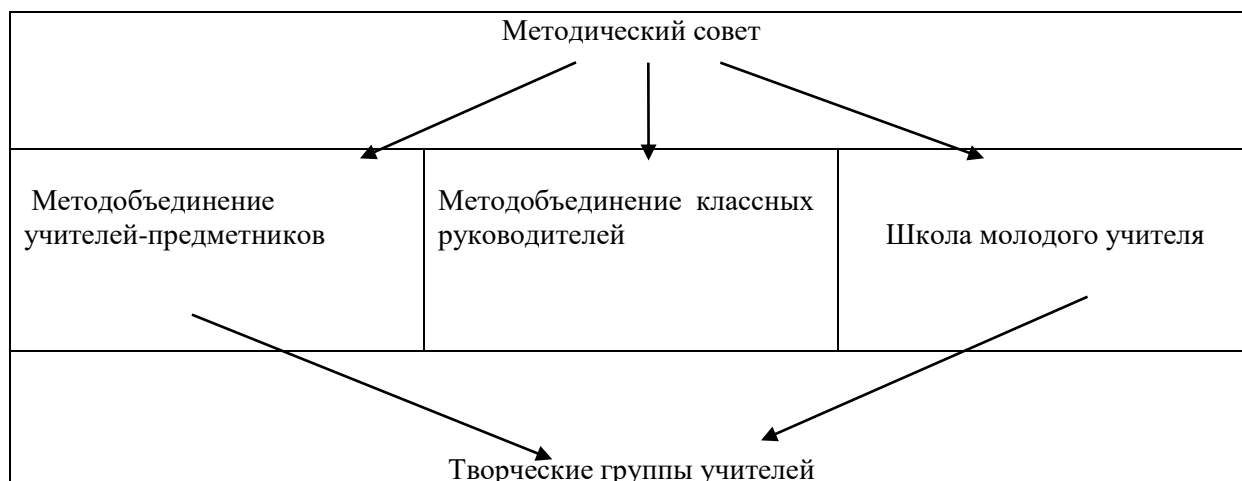 Методический совет
Методобъединение
учителей-предметников
Методобъединение классных
руководителей
Школа молодого учителя
Творческие группы учителей